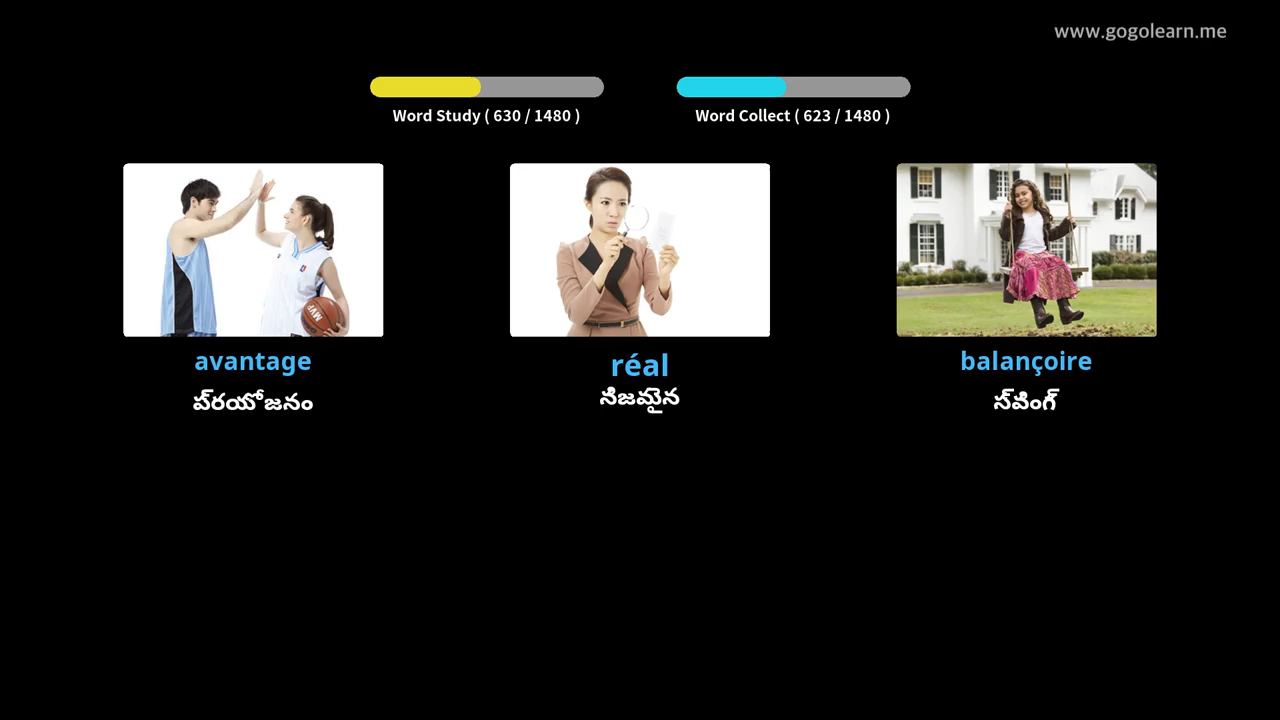 www.gogolearn.me
Word Study ( 630 / 1480 )
Word Collect ( 623 / 1480 )
avantage
réal
balançoire
ప్రయోజనం
నిజమైన
స్వింగ్